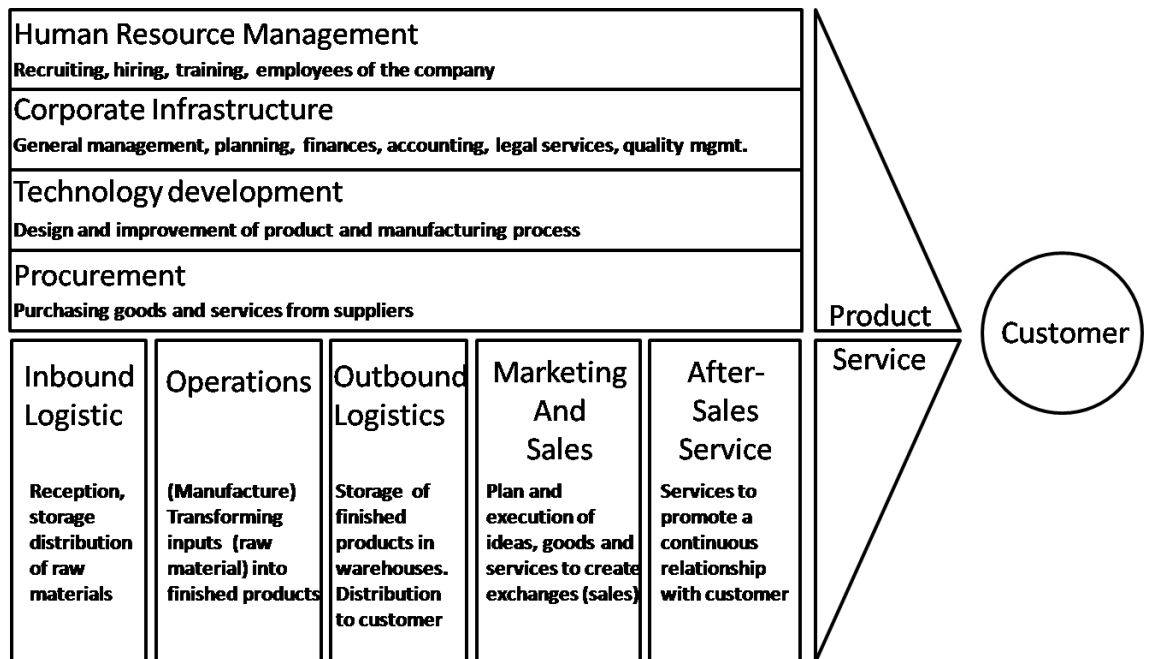 Human Resource Management
Recruiting, hiring, training, employees of the company
Corporate Infrastructure
General management, planning, finances, accounting, legal services, quality mgmt.
Technology development
Design and improvement of product and manufacturing process
Procurement
Purchasing goods and services from suppliers
Inbound
Logistic
Reception,
storage
distribution
of raw
materials
Operations
(Manufacture)
Transforming
inputs (raw
material) into
finished products
Outbound
Logistics
Storage of
finished
products in
warehouses.
Distribution
to customer
Marketing
And
Sales
Plan and
execution of
ideas, goods and
services to create
exchanges (sales)
After-
Sales
Service
Services to
promote a
continuous
relationship
with customer
Product
Service
Customer